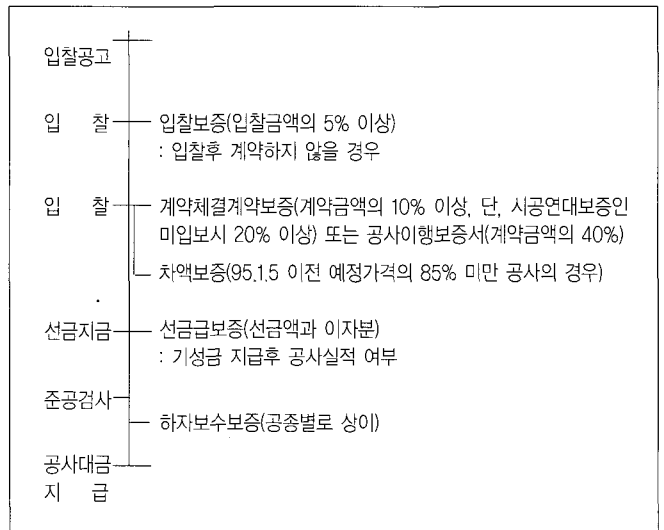 입찰공고
입 찰 입찰보증(입찰금액의 5% 이상)
: 입찰후 계약하지 않을 경우
입 찰 계약체결계약보증(계약금액의 10% 이상, 단, 시공연대보증인
미입보시 20% 이상) 또는 공사이행보증서(계약금액의 40%)
차액보증(95.1.5 이전 예정가격의 85% 미만 공사의 경우)
선금지급 선금급보증(선금액과 이자분)
: 기성금 지급후 공사실적 여부
준공검사
하자보수보증(공종별로 상이)
공사대금
지 급